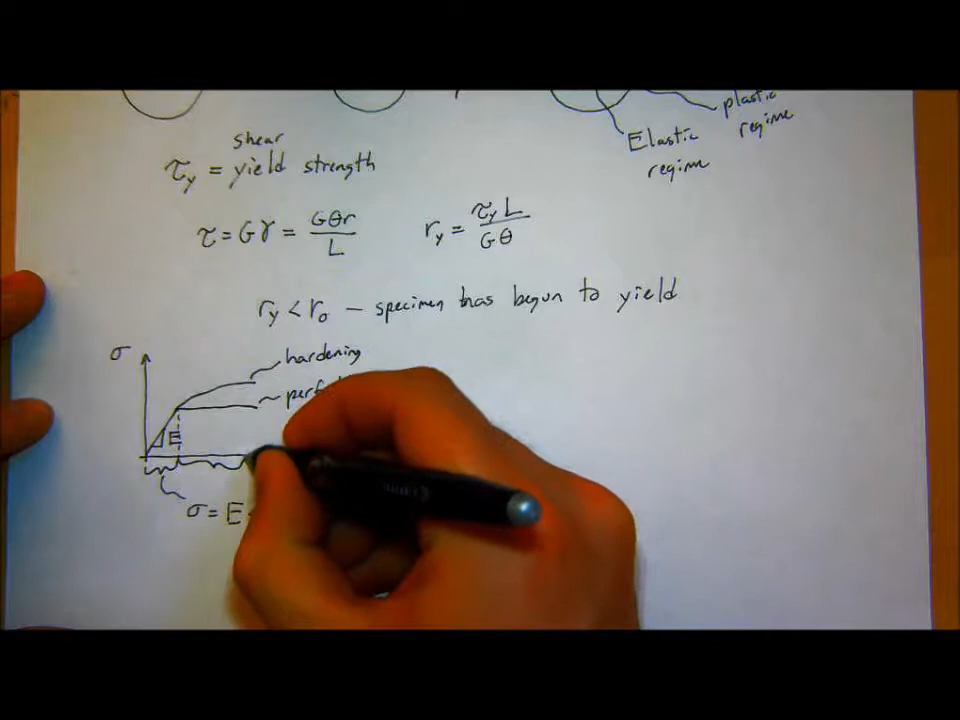 plastic
regime
Elastic
regime
shear
τy = yield strength
τ = Gγ = Gθr / L
ry = τy L / Gθ
ry < ro — specimen has begun to yield
σ
hardening
E
σ = E